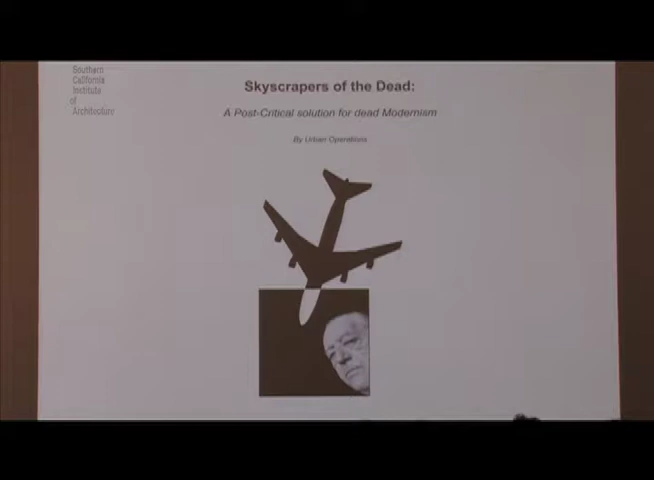 Southern
California
Institute
of
Architecture
Skyscrapers of the Dead:
A Post-Critical solution for dead Modernism
By Urban Operations